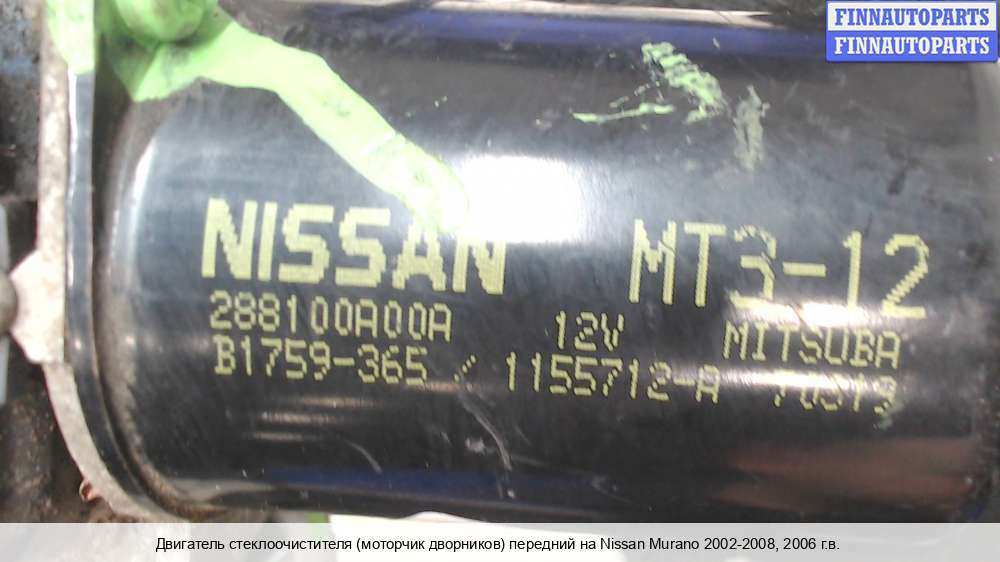 FINNAUTOPARTS
FINNAUTOPARTS
NISSAN MT3-12
288100A00A 12V MITSUBA
B1759-365 / 1155712-A
Двигатель стеклоочистителя (моторчик дворников) передний на Nissan Murano 2002-2008, 2006 г.в.